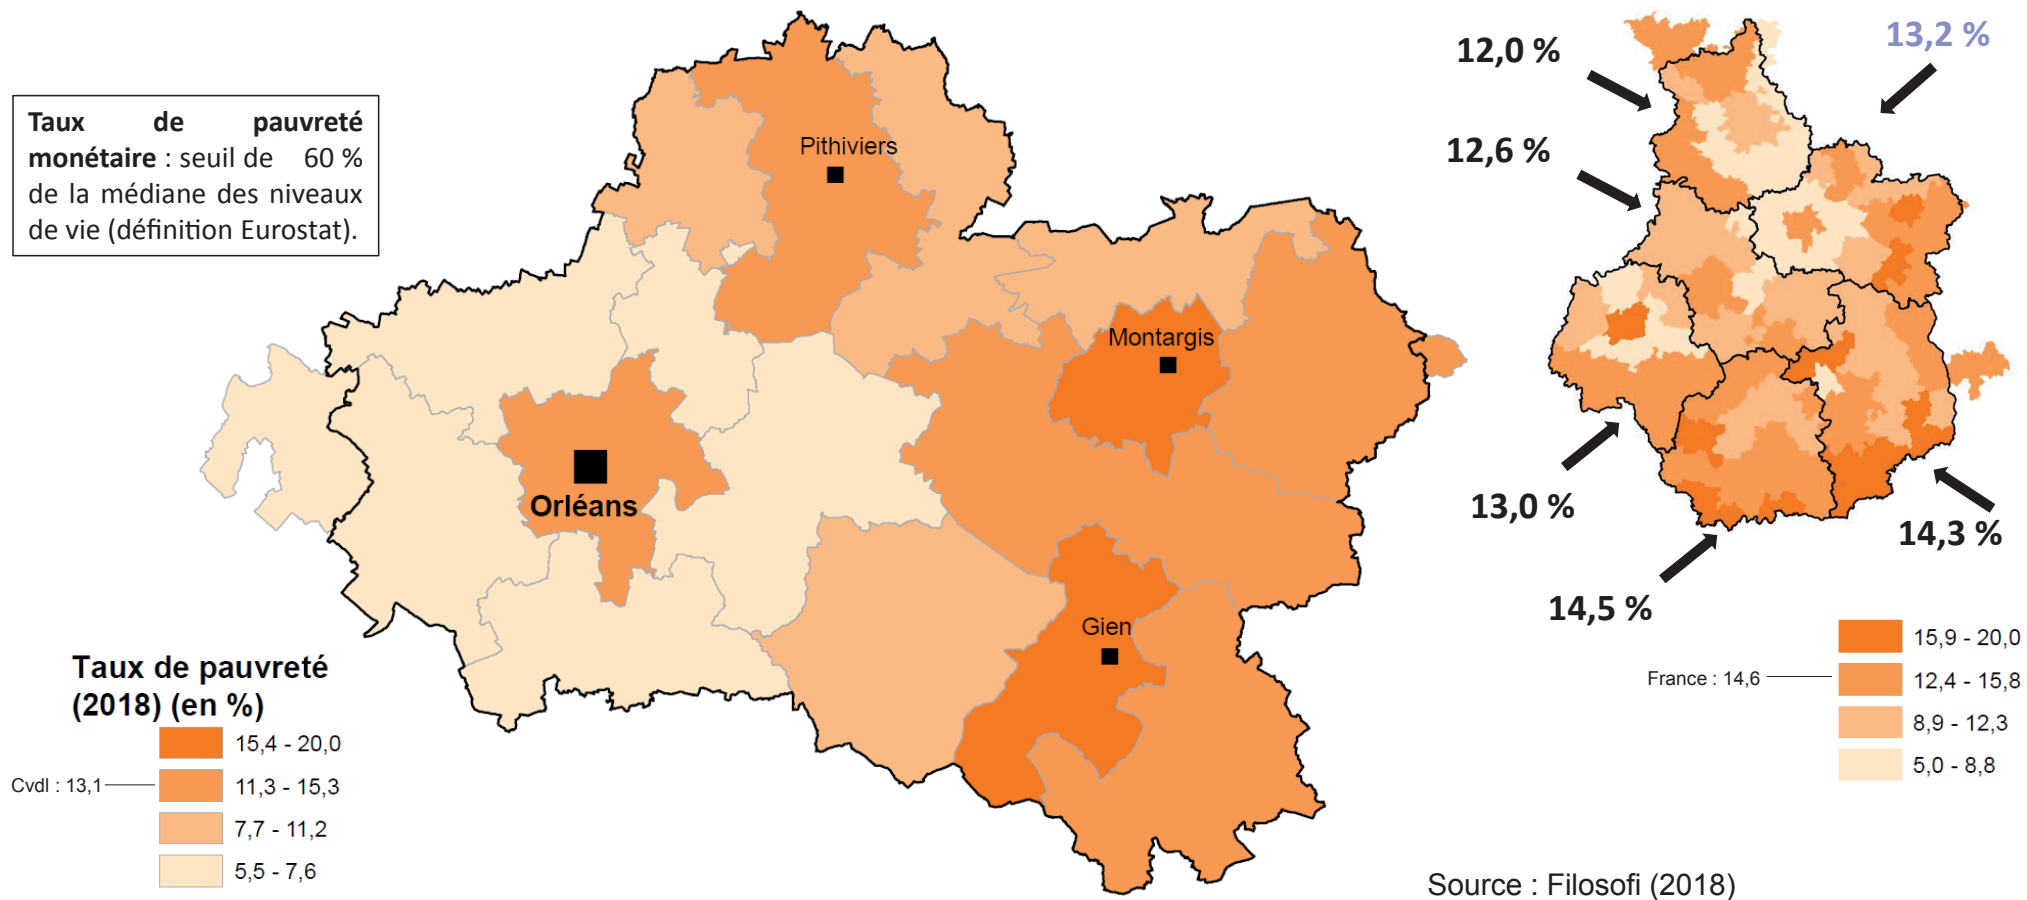 Taux de pauvreté
monétaire : seuil de 60 %
de la médiane des niveaux
de vie (définition Eurostat).
Pithiviers
Montargis
Orléans
Gien
Taux de pauvreté
(2018) (en %)
15,4 - 20,0
Cvdl : 13,1
11,3 - 15,3
7,7 - 11,2
5,5 - 7,6
12,0 %
13,2 %
12,6 %
13,0 %
14,3 %
14,5 %
15,9 - 20,0
France : 14,6
12,4 - 15,8
8,9 - 12,3
5,0 - 8,8
Source : Filosofi (2018)